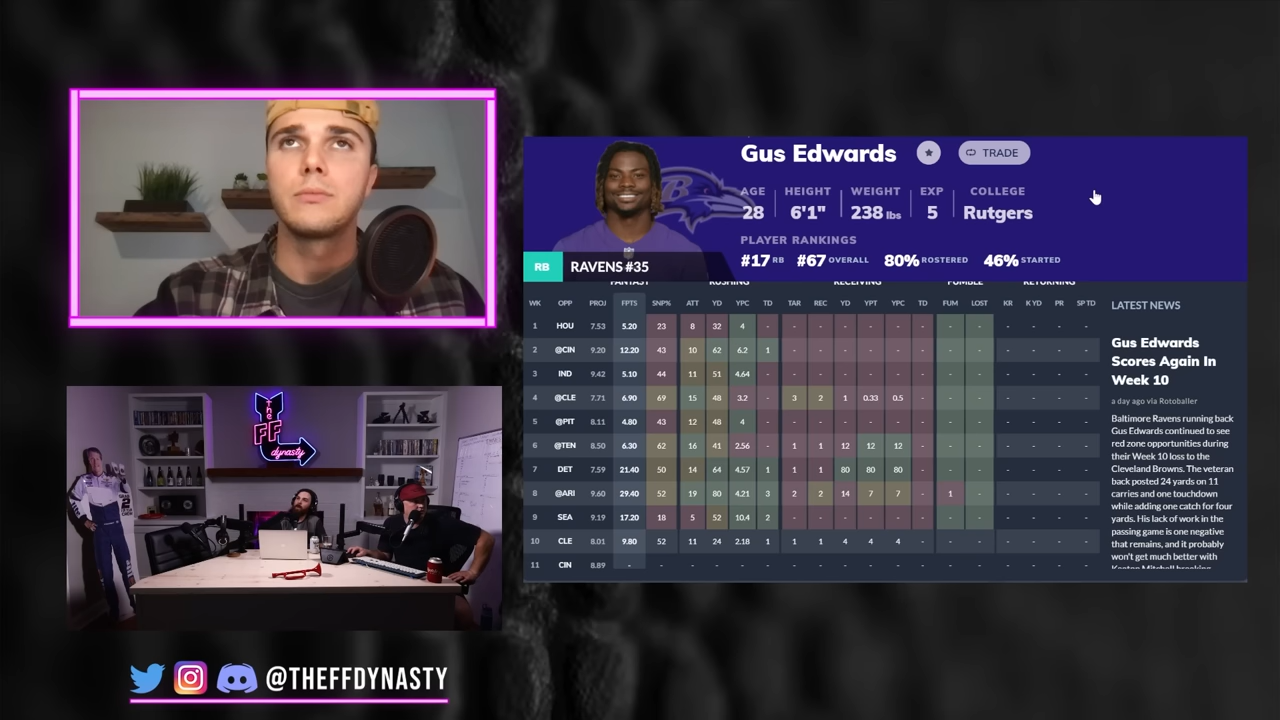 Gus Edwards
TRADE
AGE HEIGHT WEIGHT EXP COLLEGE
28 6'1" 238 lbs 5 Rutgers
PLAYER RANKINGS
#17 RB #67 OVERALL 80% ROSTERED 46% STARTED
RB RAVENS #35
FANTASY RUSHING RECEIVING FUMBLE RETURNING
WK OPP PROJ FPTS SNP% ATT YD YPC TD TAR REC YD YPT YPC TD FUM LOST KR K YD PR SP TD
1 HOU 7.53 5.20 23 8 32 4 - - - - - - - - - - - - -
2 @CIN 9.20 12.20 43 10 62 6.2 1 - - - - - - - - - - - -
3 IND 9.42 5.10 44 11 51 4.64 - - - - - - - - - - - - -
4 @CLE 7.71 6.90 69 15 48 3.2 - 3 2 1 0.33 0.5 - - - - - - -
5 @PIT 8.11 4.80 43 12 48 4 - - - - - - - - - - - - -
6 @TEN 8.50 6.30 62 16 41 2.56 - 1 1 12 12 12 - - - - - - -
7 DET 7.59 21.40 50 14 64 4.57 1 1 1 80 80 80 - - - - - - -
8 @ARI 9.60 29.40 52 19 80 4.21 3 2 2 14 7 7 - 1 - - - - -
9 SEA 9.19 17.20 18 5 52 10.4 2 - - - - - - - - - - - -
10 CLE 8.01 9.80 52 11 24 2.18 1 1 1 4 4 4 - - - - - - -
11 CIN 8.89 - - - - - - - - - - - - - - - - - -
LATEST NEWS
Gus Edwards
Scores Again In
Week 10
a day ago via Rotoballer
Baltimore Ravens running back
Gus Edwards continued to see
red zone opportunities during
their Week 10 loss to the
Cleveland Browns. The veteran
back posted 24 yards on 11
carries and one touchdown
while adding one catch for four
yards. His lack of work in the
passing game is one negative
that remains, and it probably
won't get much better with
Keaton Mitchell breaking
the
FF
dynasty
@THEFFDYNASTY